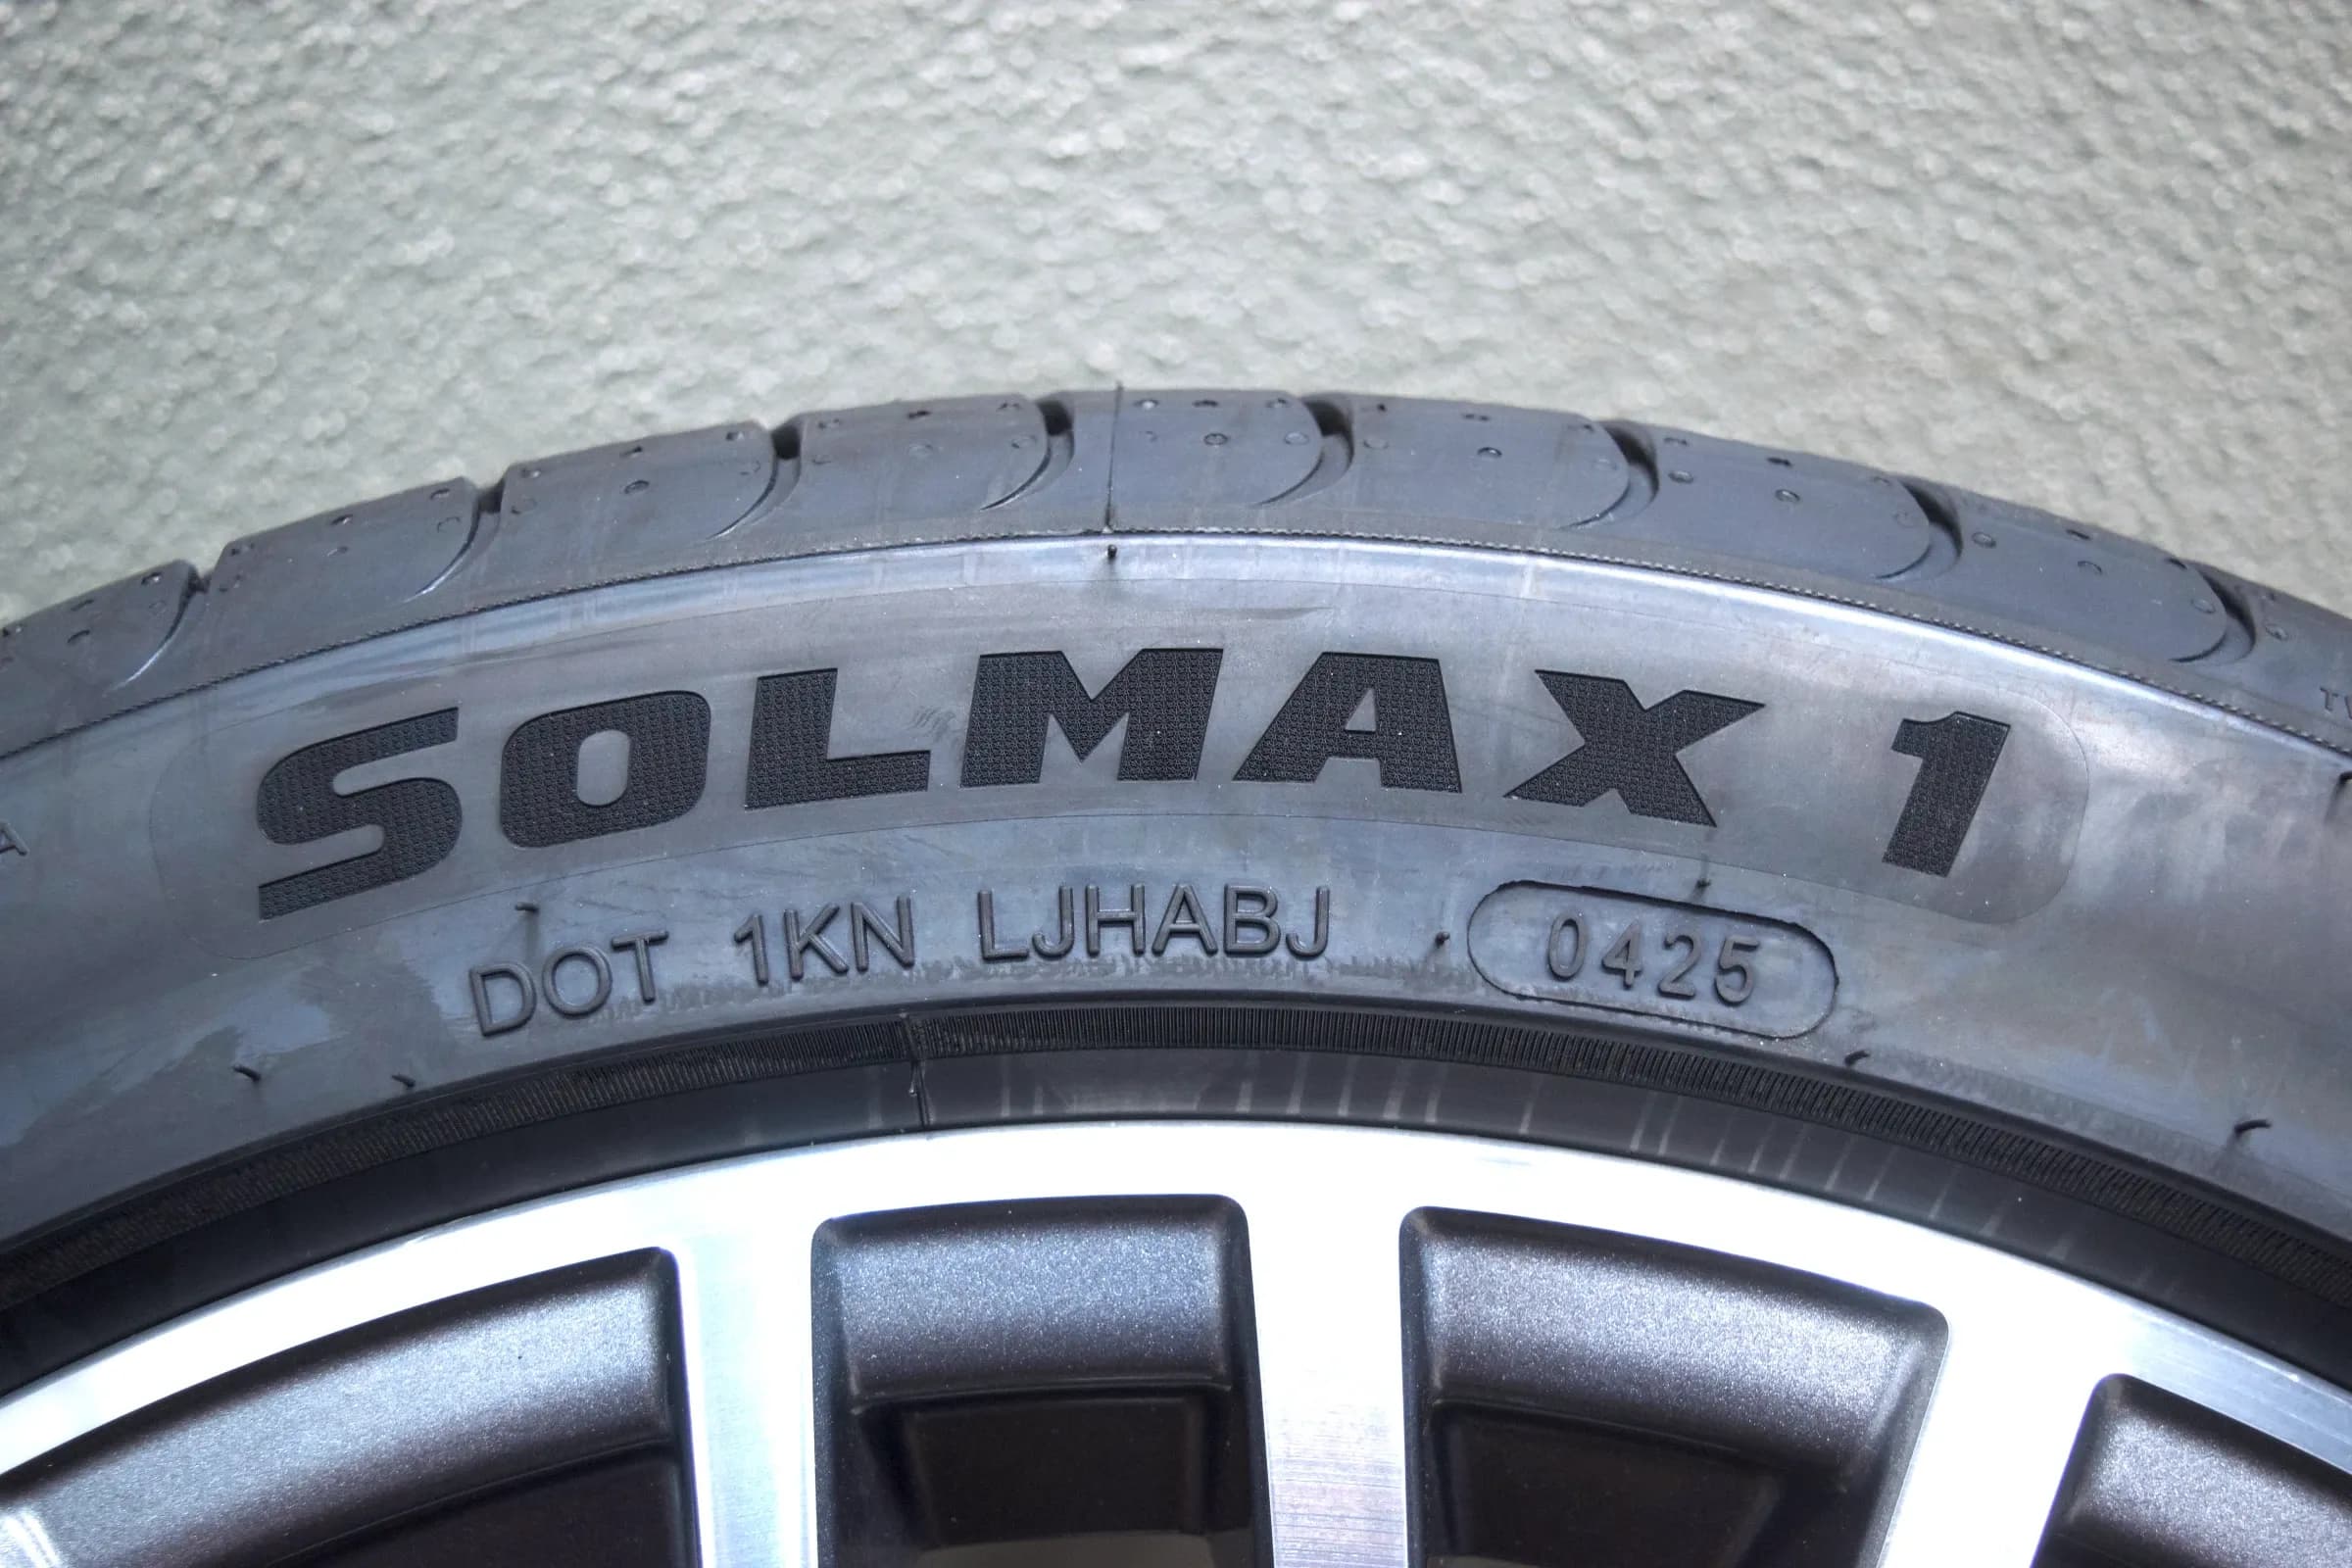 SOLMAX 1
DOT 1KN LJHABJ 0425